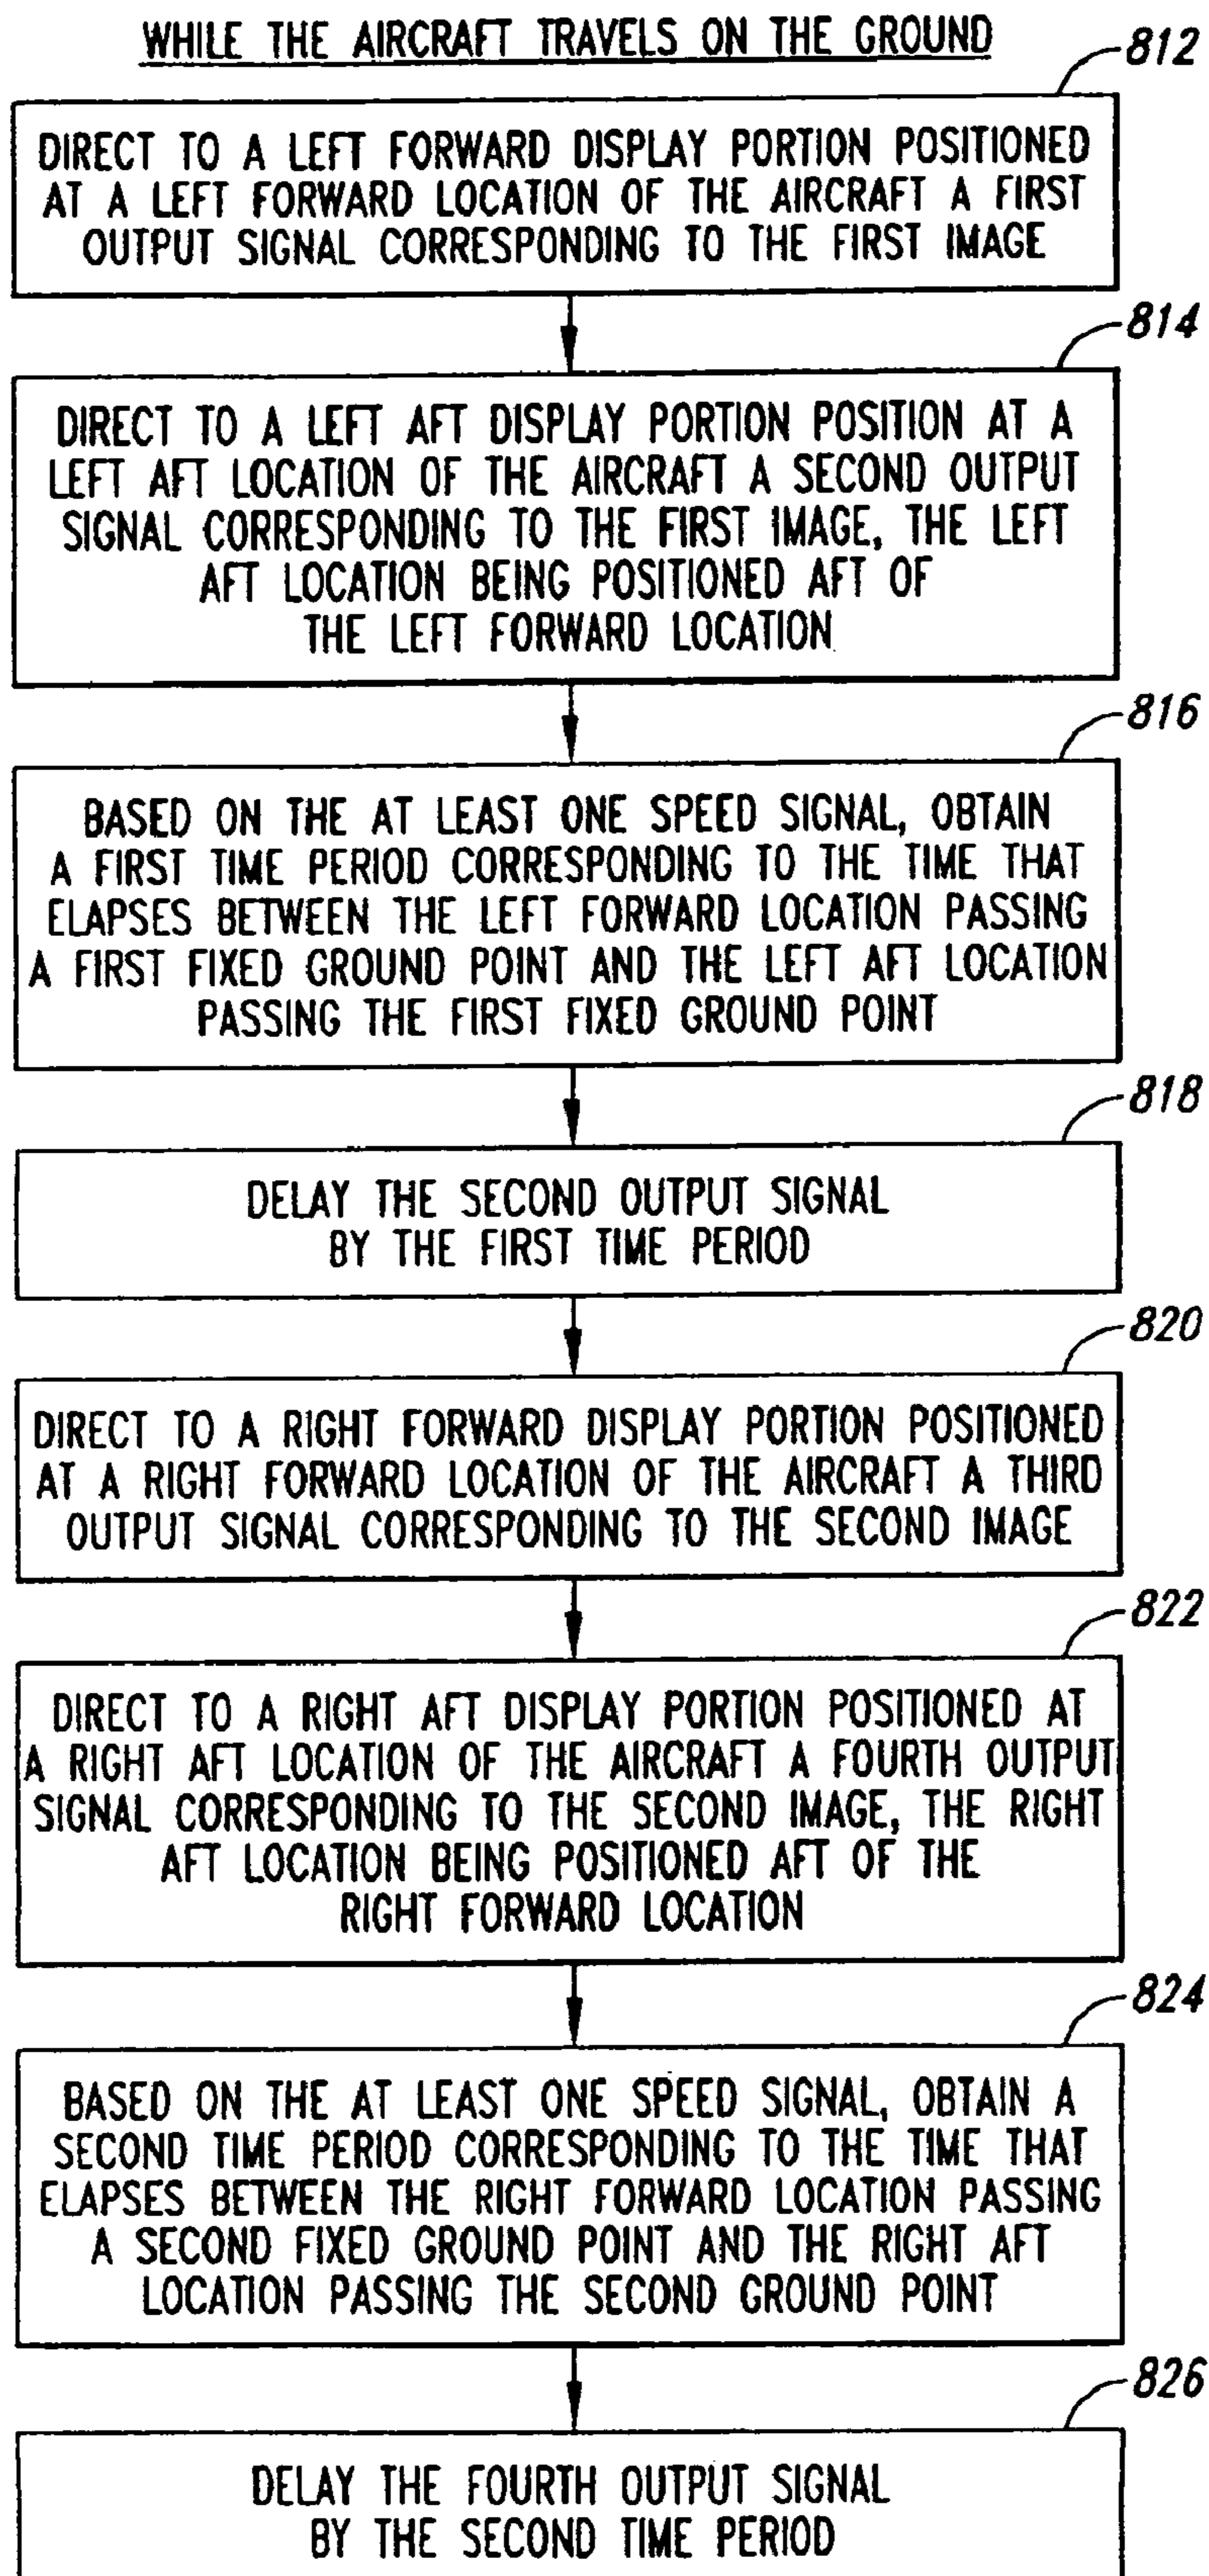 WHILE THE AIRCRAFT TRAVELS ON THE GROUND
812
DIRECT TO A LEFT FORWARD DISPLAY PORTION POSITIONED
AT A LEFT FORWARD LOCATION OF THE AIRCRAFT A FIRST
OUTPUT SIGNAL CORRESPONDING TO THE FIRST IMAGE
814
DIRECT TO A LEFT AFT DISPLAY PORTION POSITION AT A
LEFT AFT LOCATION OF THE AIRCRAFT A SECOND OUTPUT
SIGNAL CORRESPONDING TO THE FIRST IMAGE, THE LEFT
AFT LOCATION BEING POSITIONED AFT OF
THE LEFT FORWARD LOCATION
816
BASED ON THE AT LEAST ONE SPEED SIGNAL, OBTAIN
A FIRST TIME PERIOD CORRESPONDING TO THE TIME THAT
ELAPSES BETWEEN THE LEFT FORWARD LOCATION PASSING
A FIRST FIXED GROUND POINT AND THE LEFT AFT LOCATION
PASSING THE FIRST FIXED GROUND POINT
818
DELAY THE SECOND OUTPUT SIGNAL
BY THE FIRST TIME PERIOD
820
DIRECT TO A RIGHT FORWARD DISPLAY PORTION POSITIONED
AT A RIGHT FORWARD LOCATION OF THE AIRCRAFT A THIRD
OUTPUT SIGNAL CORRESPONDING TO THE SECOND IMAGE
822
DIRECT TO A RIGHT AFT DISPLAY PORTION POSITIONED AT
A RIGHT AFT LOCATION OF THE AIRCRAFT A FOURTH OUTPUT
SIGNAL CORRESPONDING TO THE SECOND IMAGE, THE RIGHT
AFT LOCATION BEING POSITIONED AFT OF THE
RIGHT FORWARD LOCATION
824
BASED ON THE AT LEAST ONE SPEED SIGNAL, OBTAIN A
SECOND TIME PERIOD CORRESPONDING TO THE TIME THAT
ELAPSES BETWEEN THE RIGHT FORWARD LOCATION PASSING
A SECOND FIXED GROUND POINT AND THE RIGHT AFT
LOCATION PASSING THE SECOND GROUND POINT
826
DELAY THE FOURTH OUTPUT SIGNAL
BY THE SECOND TIME PERIOD